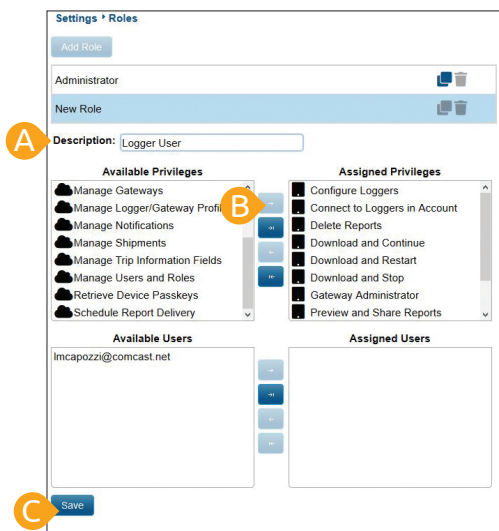 Settings ‣ Roles
Add Role
Administrator
New Role
A
Description: Logger User
Available Privileges
Manage Gateways
Manage Logger/Gateway Profil
Manage Notifications
Manage Shipments
Manage Trip Information Fields
Manage Users and Roles
Retrieve Device Passkeys
Schedule Report Delivery
B
Assigned Privileges
Configure Loggers
Connect to Loggers in Account
Delete Reports
Download and Continue
Download and Restart
Download and Stop
Gateway Administrator
Preview and Share Reports
Available Users
lmcapozzi@comcast.net
Assigned Users
C
Save